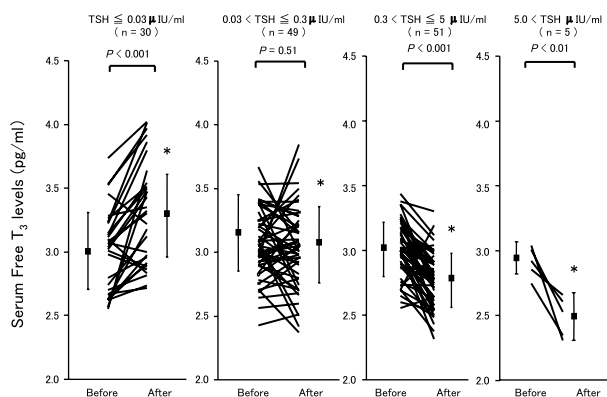 TSH ≦ 0.03 μ IU/ml
( n = 30 )
P < 0.001
0.03 < TSH ≦ 0.3 μ IU/ml
( n = 49 )
P = 0.51
0.3 < TSH ≦ 5 μ IU/ml
( n = 51 )
P < 0.001
5.0 < TSH μ IU/ml
( n = 5 )
P < 0.01
Serum Free T3 levels (pg/ml)
4.5
4.0
3.5
3.0
2.5
2.0
*
Before After
4.5
4.0
3.5
3.0
2.5
2.0
*
Before After
4.5
4.0
3.5
3.0
2.5
2.0
*
Before After
4.5
4.0
3.5
3.0
2.5
2.0
*
Before After